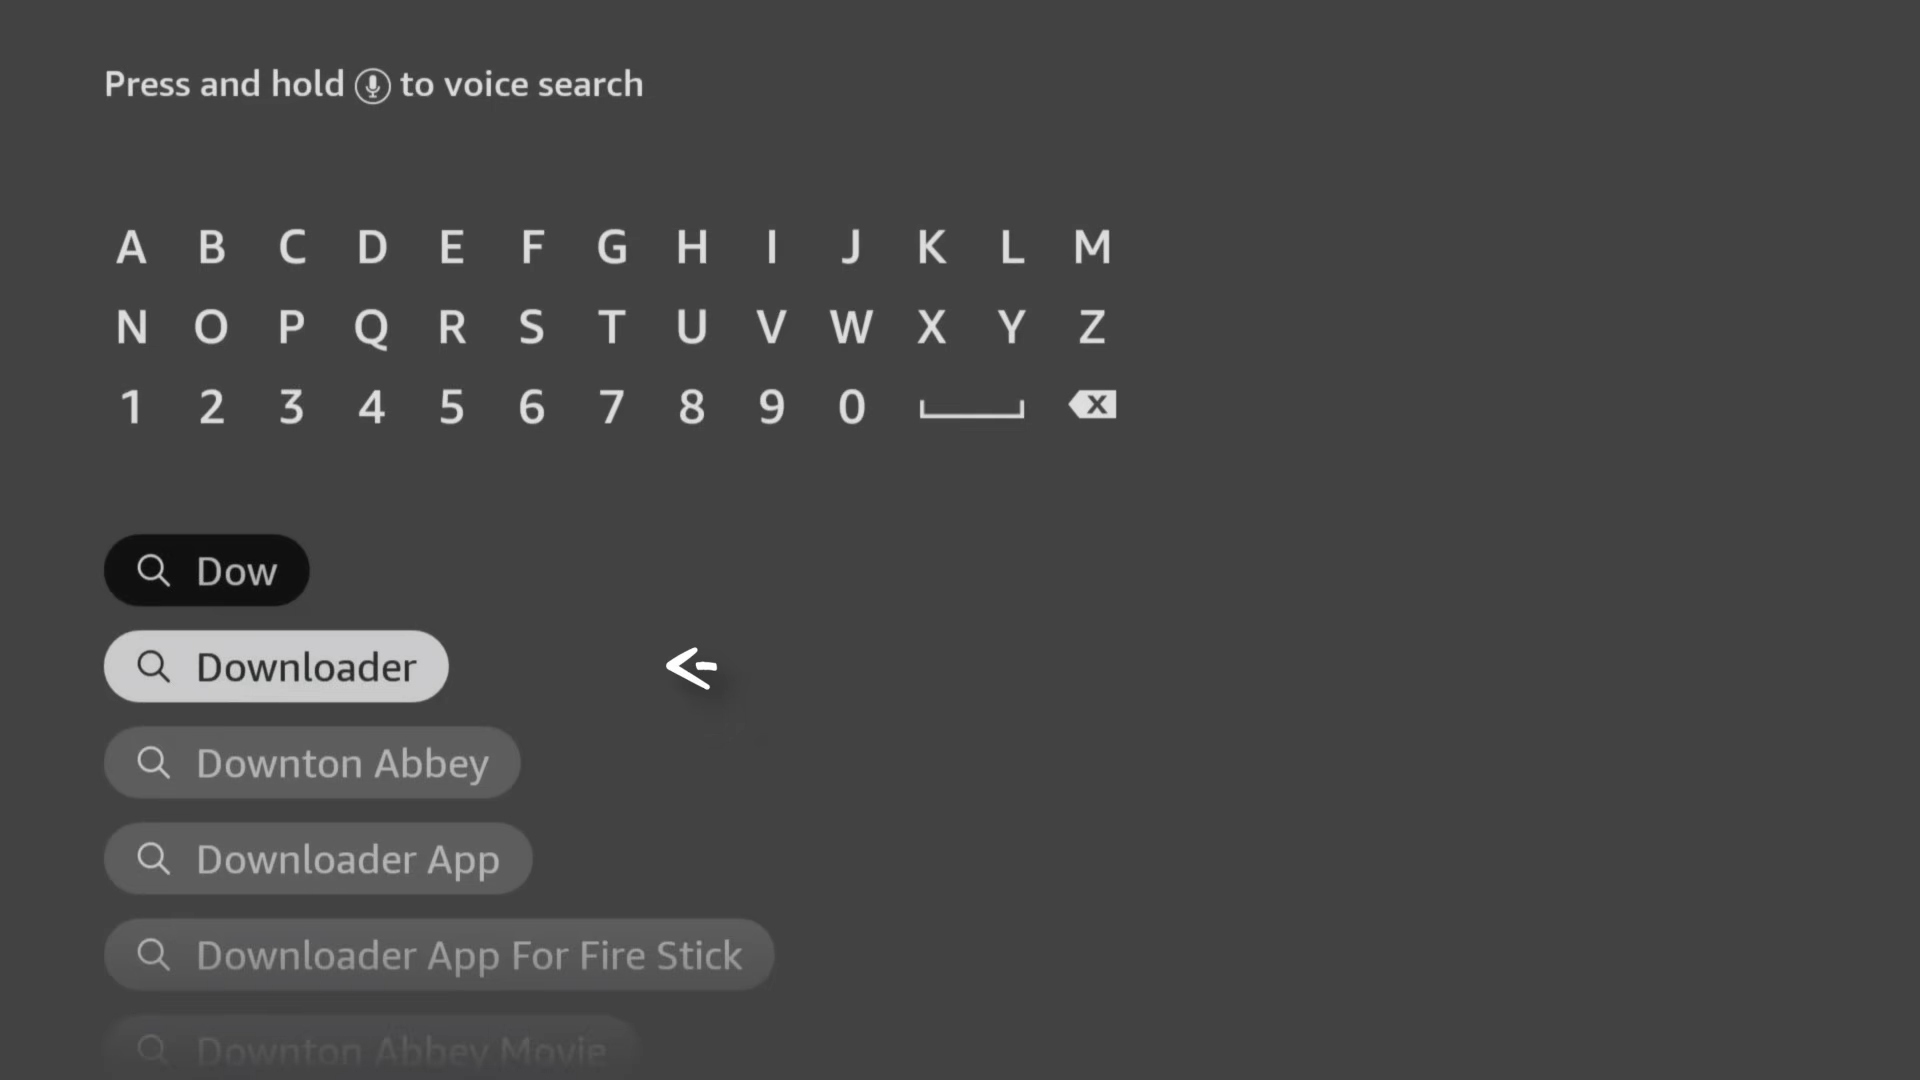 Press and hold to voice search
A B C D E F G H I J K L M
N O P Q R S T U V W X Y Z
1 2 3 4 5 6 7 8 9 0
Dow
Downloader
Downton Abbey
Downloader App
Downloader App For Fire Stick
Downton Abbey Movie